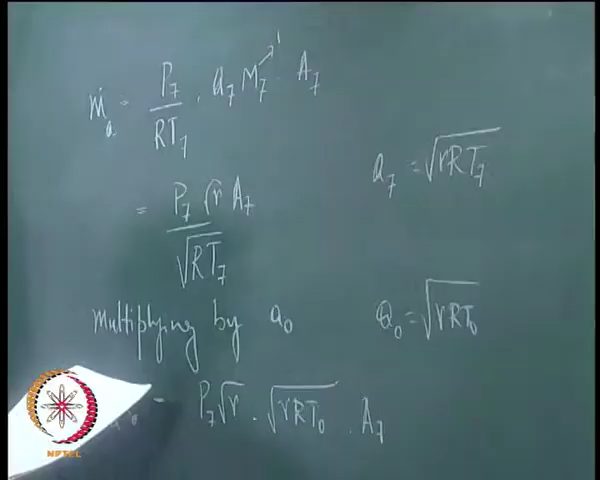 ṁₐ = P₇/RT₇ . a₇ M₇ ↗ 1 . A₇
a₇ = √(γRT₇)
= P₇ √γ A₇ / √(RT₇)
Multiplying by a₀
a₀ = √(γRT₀)
= P₇√γ . √(γRT₀) . A₇
NPTEL